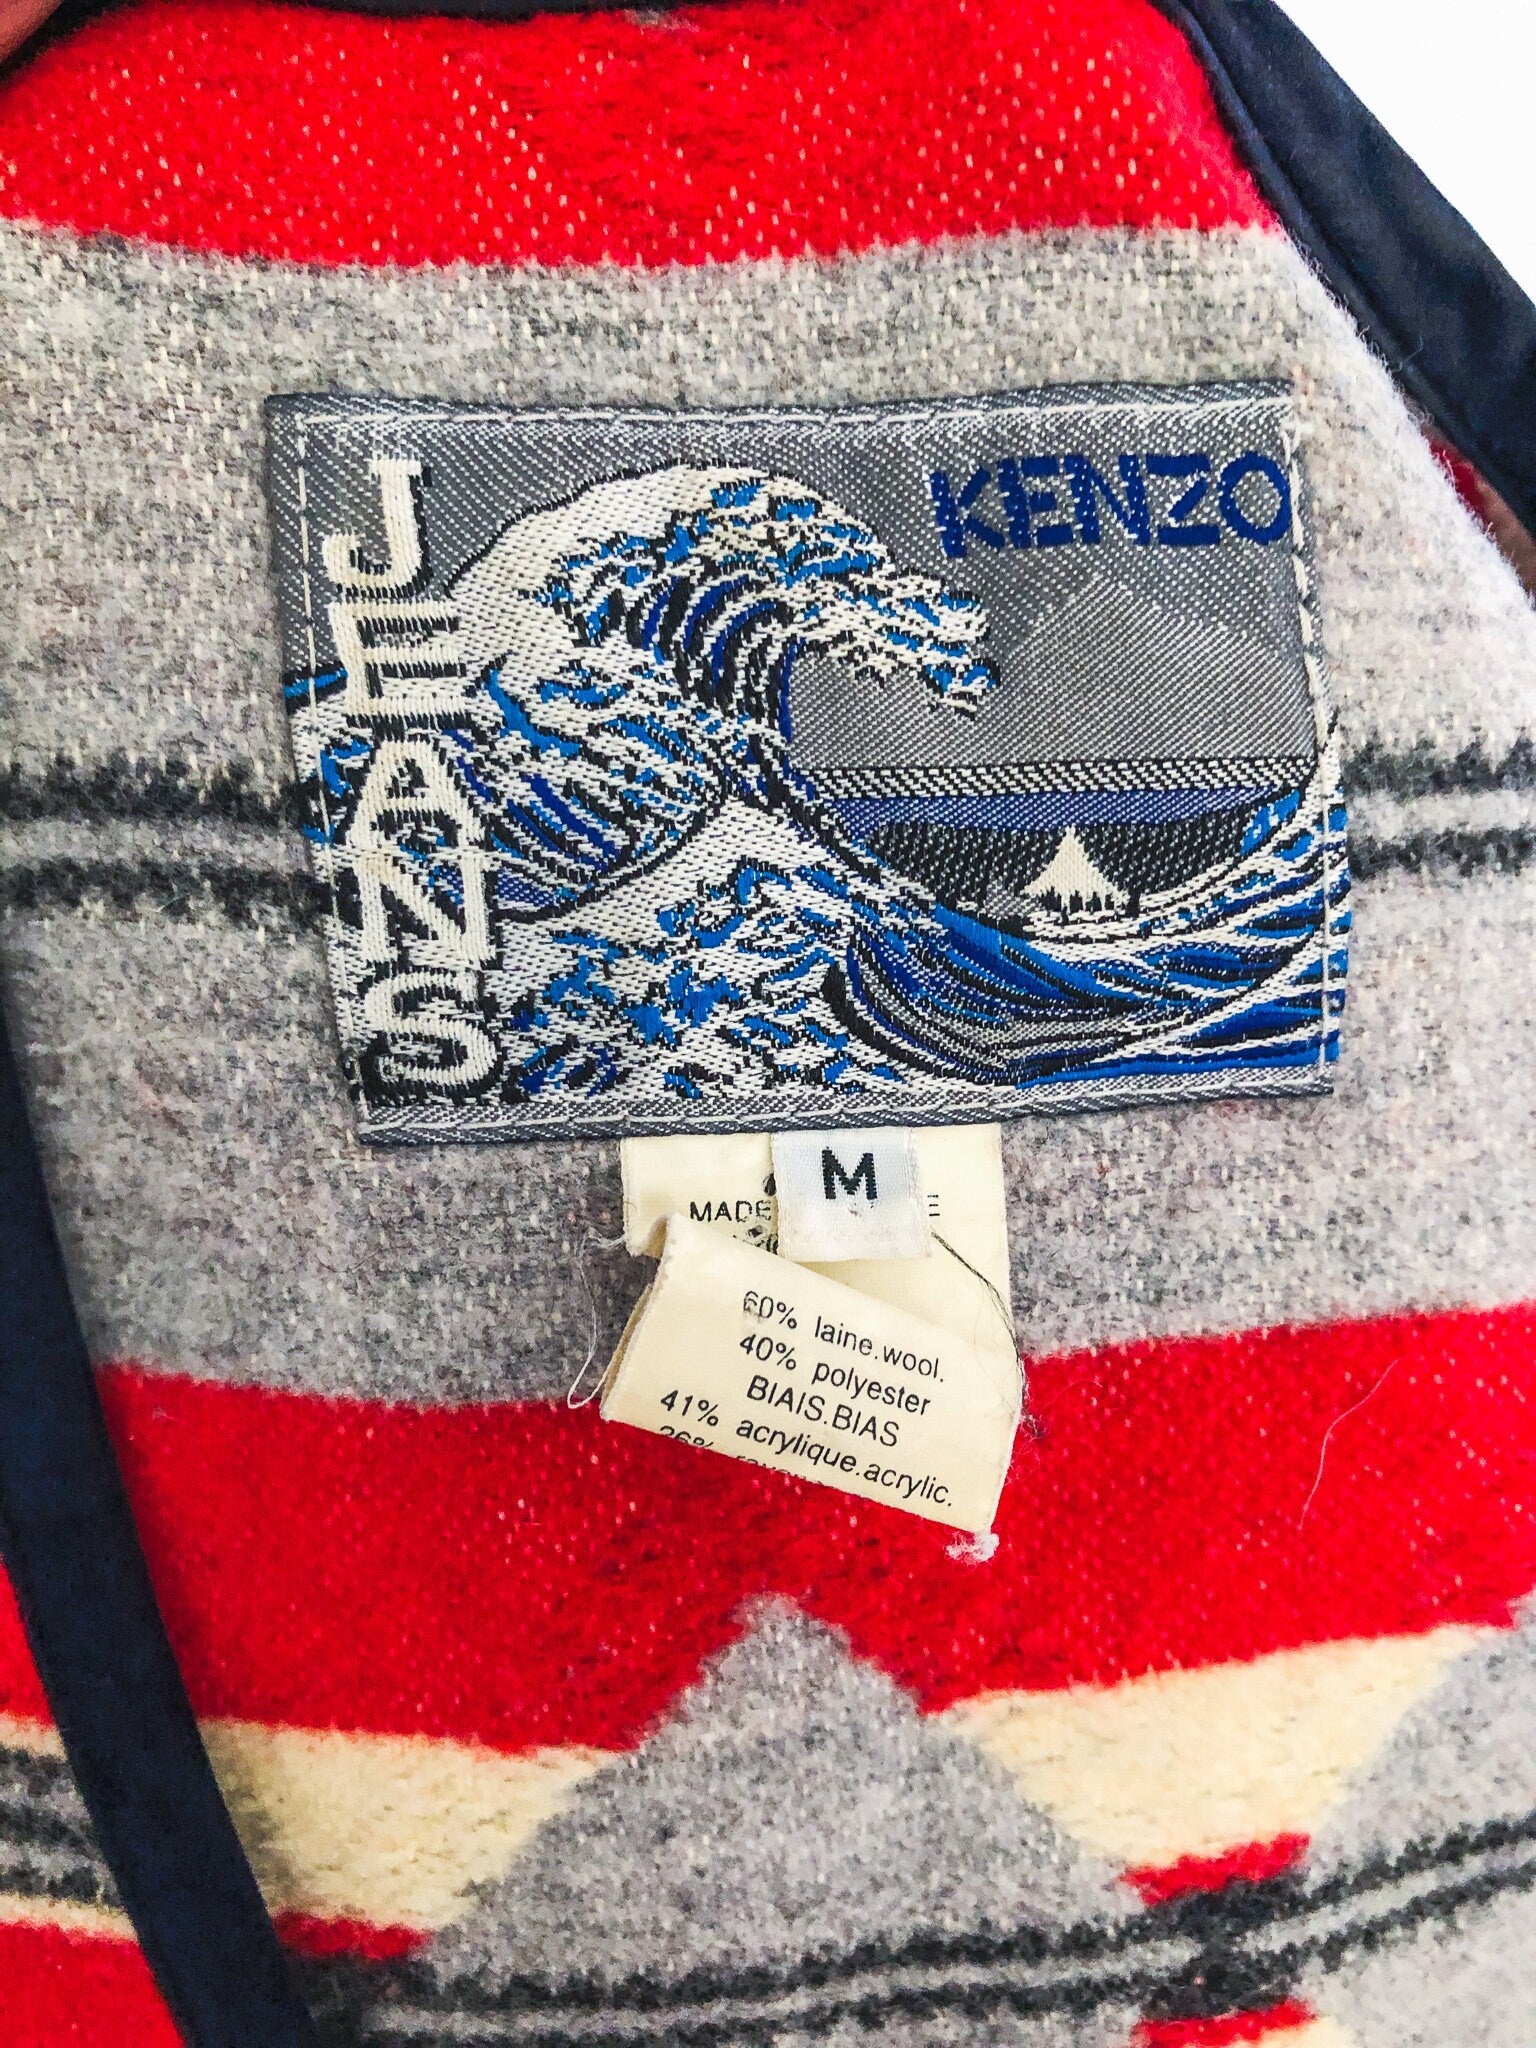 KENZO
JEANS
M
MADE
60% laine.wool.
40% polyester
BIAIS.BIAS
41% acrylique.acrylic.